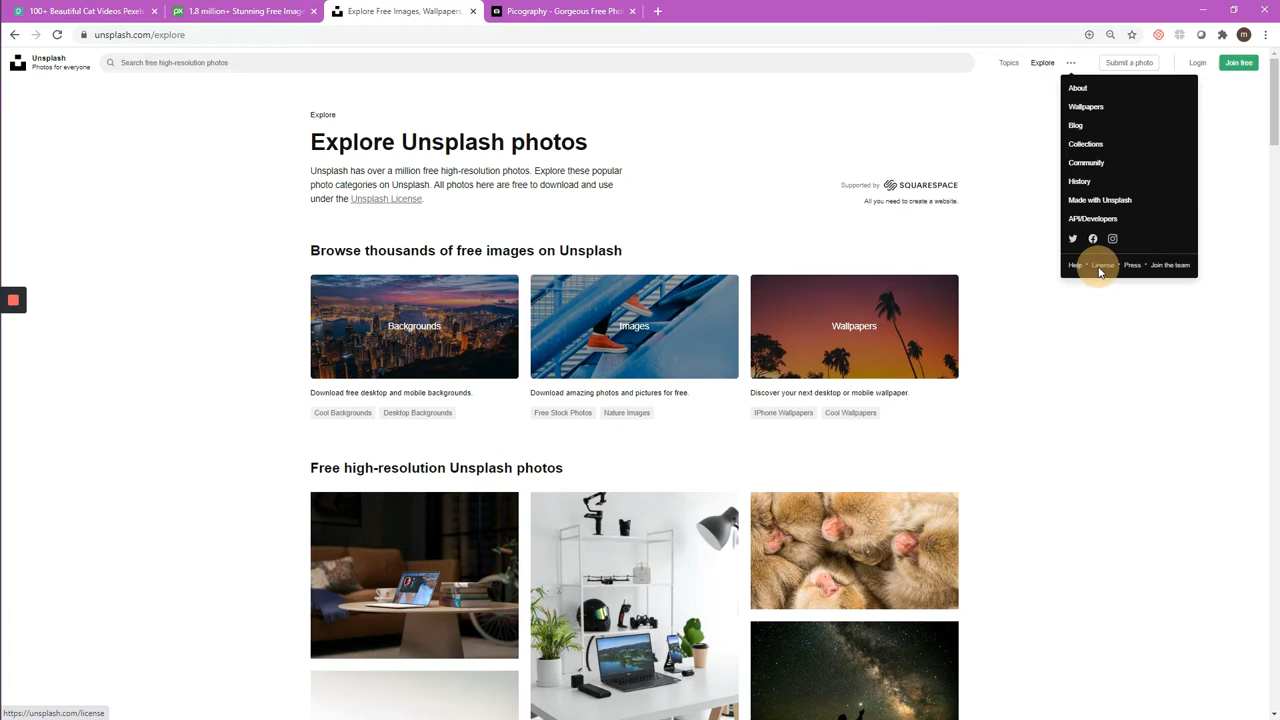 100+ Beautiful Cats Videos Pexels
1.8 million+ Stunning Free Image
Explore Free Images, Wallpapers
Picography - Gorgeous Free Pho
unsplash.com/explore
m
Unsplash
Photos for everyone
Search free high-resolution photos
Topics
Explore
Submit a photo
Login
Join free
About
Wallpapers
Blog
Collections
Community
History
Made with Unsplash
API/Developers
Help • License • Press • Join the team
Explore
Explore Unsplash photos
Unsplash has over a million free high-resolution photos. Explore these popular
photo categories on Unsplash. All photos here are free to download and use
under the Unsplash License.
Supported by SQUARESPACE
All you need to create a website.
Browse thousands of free images on Unsplash
Backgrounds
Images
Wallpapers
Download free desktop and mobile backgrounds.
Download amazing photos and pictures for free.
Discover your next desktop or mobile wallpaper.
Cool Backgrounds
Desktop Backgrounds
Free Stock Photos
Nature Images
IPhone Wallpapers
Cool Wallpapers
Free high-resolution Unsplash photos
https://unsplash.com/license